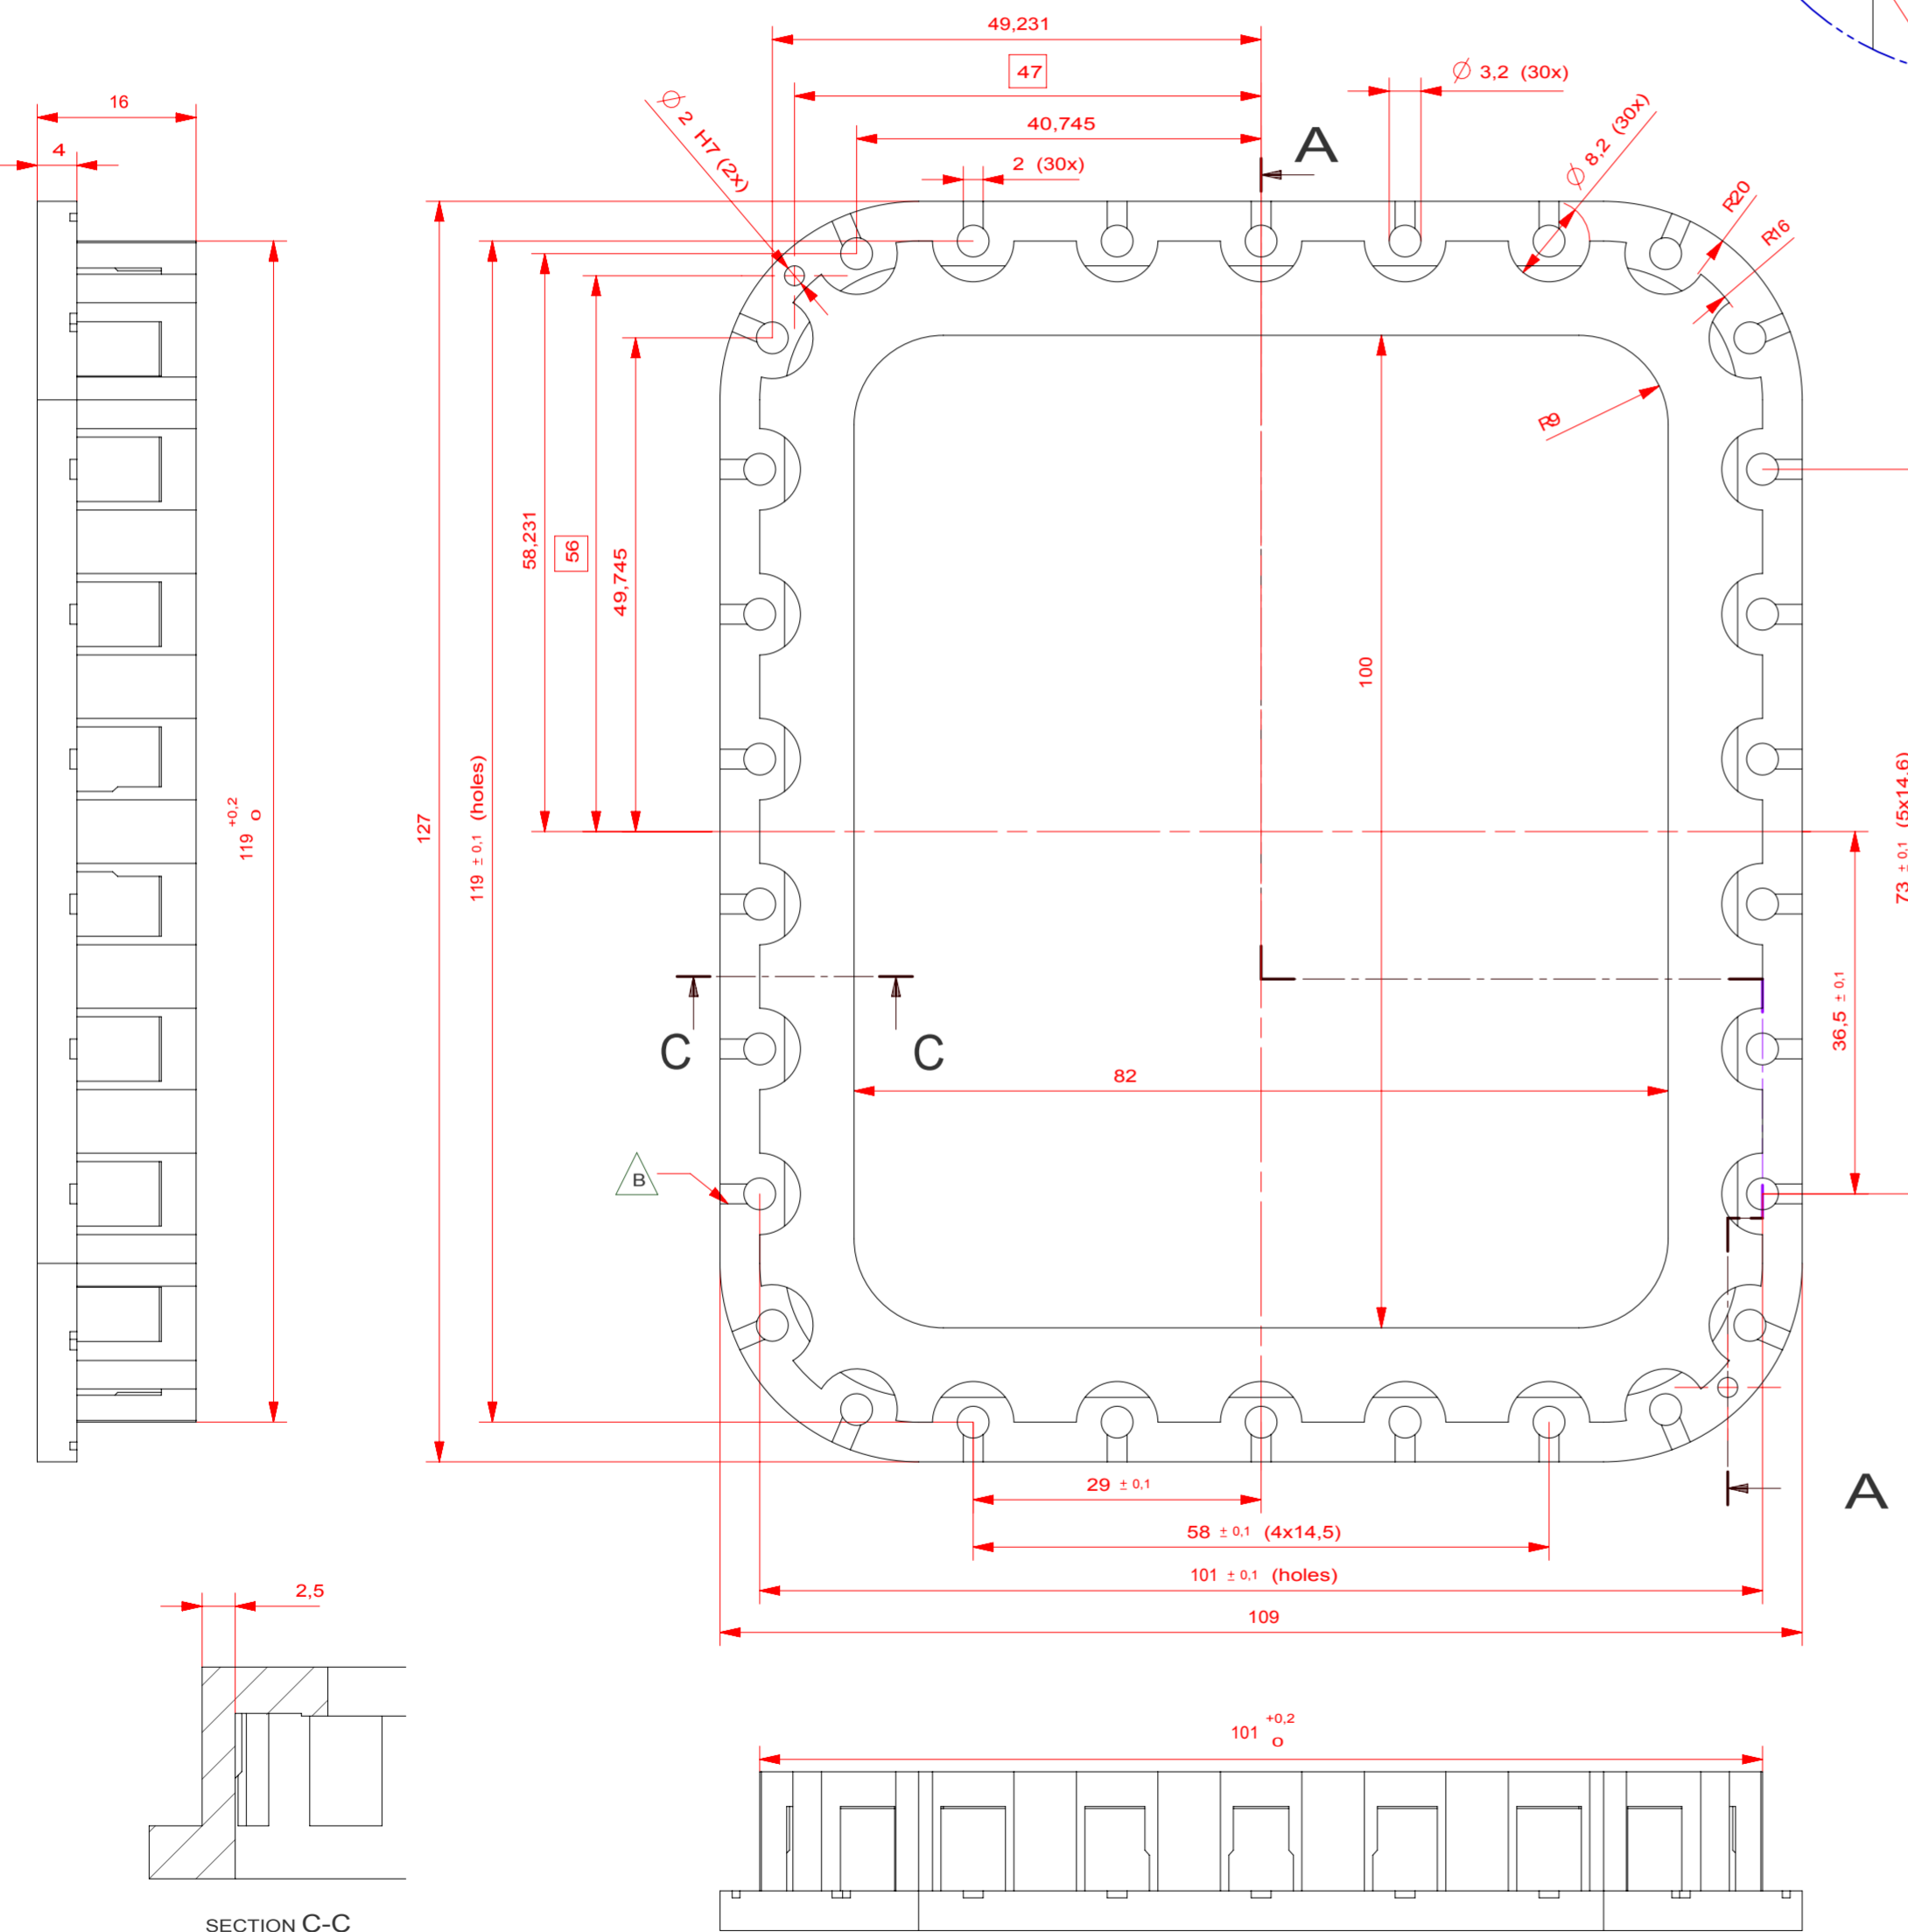 49,231
47
∅ 3,2 (30x)
16
∅ 2 H7 (2x)
40,745
A
∅ 8,2 (30x)
4
2 (30x)
R20
R16
R9
58,231
56
49,745
100
73 ± 0,1 (5x14,6)
119 +0,2 0
127
119 ± 0,1 (holes)
36,5 ± 0,1
C
C
82
B
29 ± 0,1
A
58 ± 0,1 (4x14,5)
101 ± 0,1 (holes)
2,5
109
101 +0,2 0
SECTION C-C